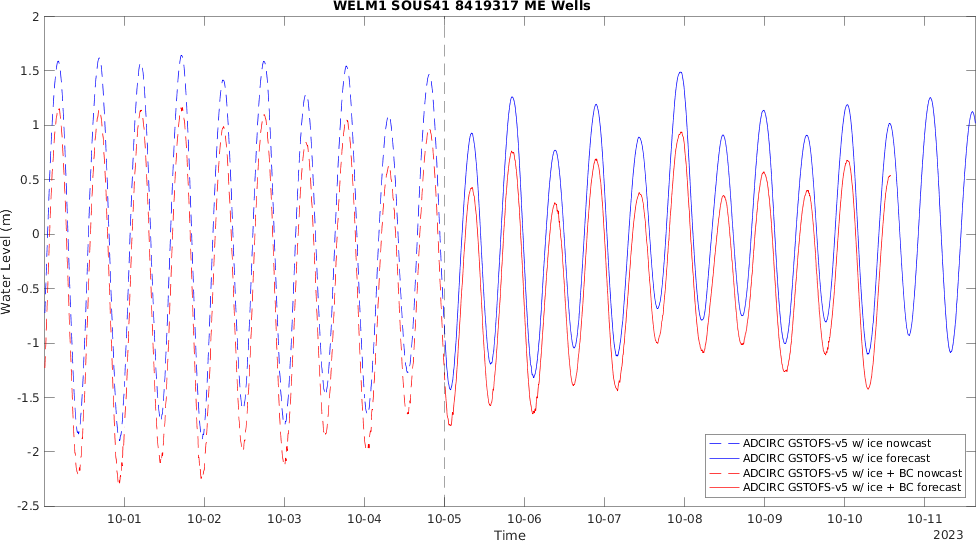 WELM1 SOUS41 8419317 ME Wells
2
1.5
1
0.5
0
-0.5
-1
-1.5
-2
-2.5
Water Level (m)
10-01 10-02 10-03 10-04 10-05 10-06 10-07 10-08 10-09 10-10 10-11
Time
2023
ADCIRC GSTOFS-v5 w/ ice nowcast
ADCIRC GSTOFS-v5 w/ ice forecast
ADCIRC GSTOFS-v5 w/ ice + BC nowcast
ADCIRC GSTOFS-v5 w/ ice + BC forecast